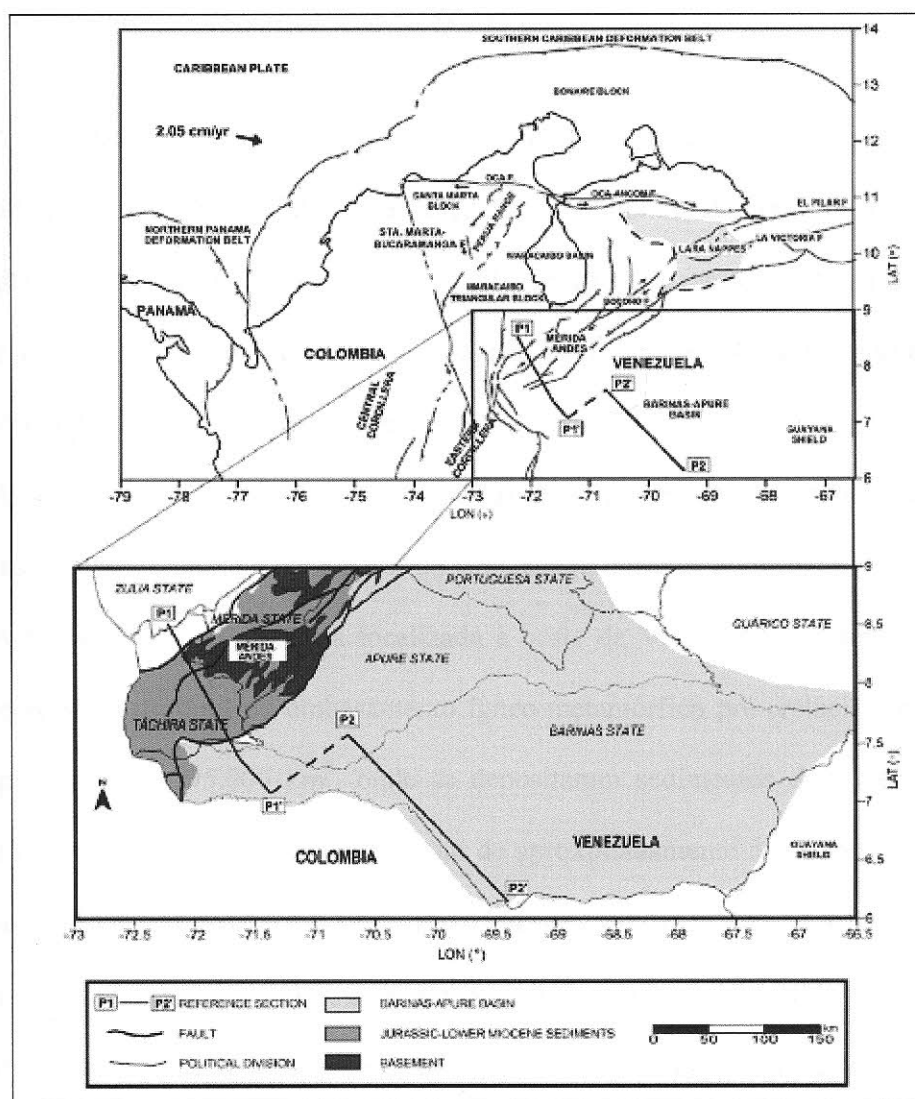 SOUTHERN CARIBBEAN DEFORMATION BELT
CARIBBEAN PLATE
BONAIRE BLOCK
2.05 cm/yr
OCA F.
SANTA MARTA
BLOCK
OCA-ANCON F.
EL PILAR F
NORTHERN PANAMA
DEFORMATION BELT
STA. MARTA-
BUCARAMANGA F.
PERIJA RANGE
LA VICTORIA F.
LARA NAPPES
MARACAIBO BASIN
MARACAIBO
TRIANGULAR BLOCK
BOCONO F.
PANAMA
P1
MERIDA
ANDES
COLOMBIA
VENEZUELA
P2'
CENTRAL
CORDILLERA
BARINAS-APURE
BASIN
P1'
GUAYANA
SHIELD
EASTERN
CORDILLERA
P2
14
13
12
11
10
9
8
7
6
LAT (°)
-79 -78 -77 -76 -75 -74 -73 -72 -71 -70 -69 -68 -67
LON (°)
ZULIA STATE
PORTUGUESA STATE
P1
MÉRIDA STATE
GUÁRICO STATE
MERIDA
ANDES
APURE STATE
TÁCHIRA STATE
BARINAS STATE
P2
N
P1'
COLOMBIA
VENEZUELA
GUAYANA
SHIELD
P2'
9
8.5
8
7.5
7
6.5
6
LAT (°)
-73 -72.5 -72 -71.5 -71 -70.5 -70 -69.5 -69 -68.5 -68 -67.5 -67 -66.5
LON (°)
P1 P2' REFERENCE SECTION
FAULT
POLITICAL DIVISION
BARINAS-APURE BASIN
JURASSIC-LOWER MIOCENE SEDIMENTS
BASEMENT
km
0 50 100 150